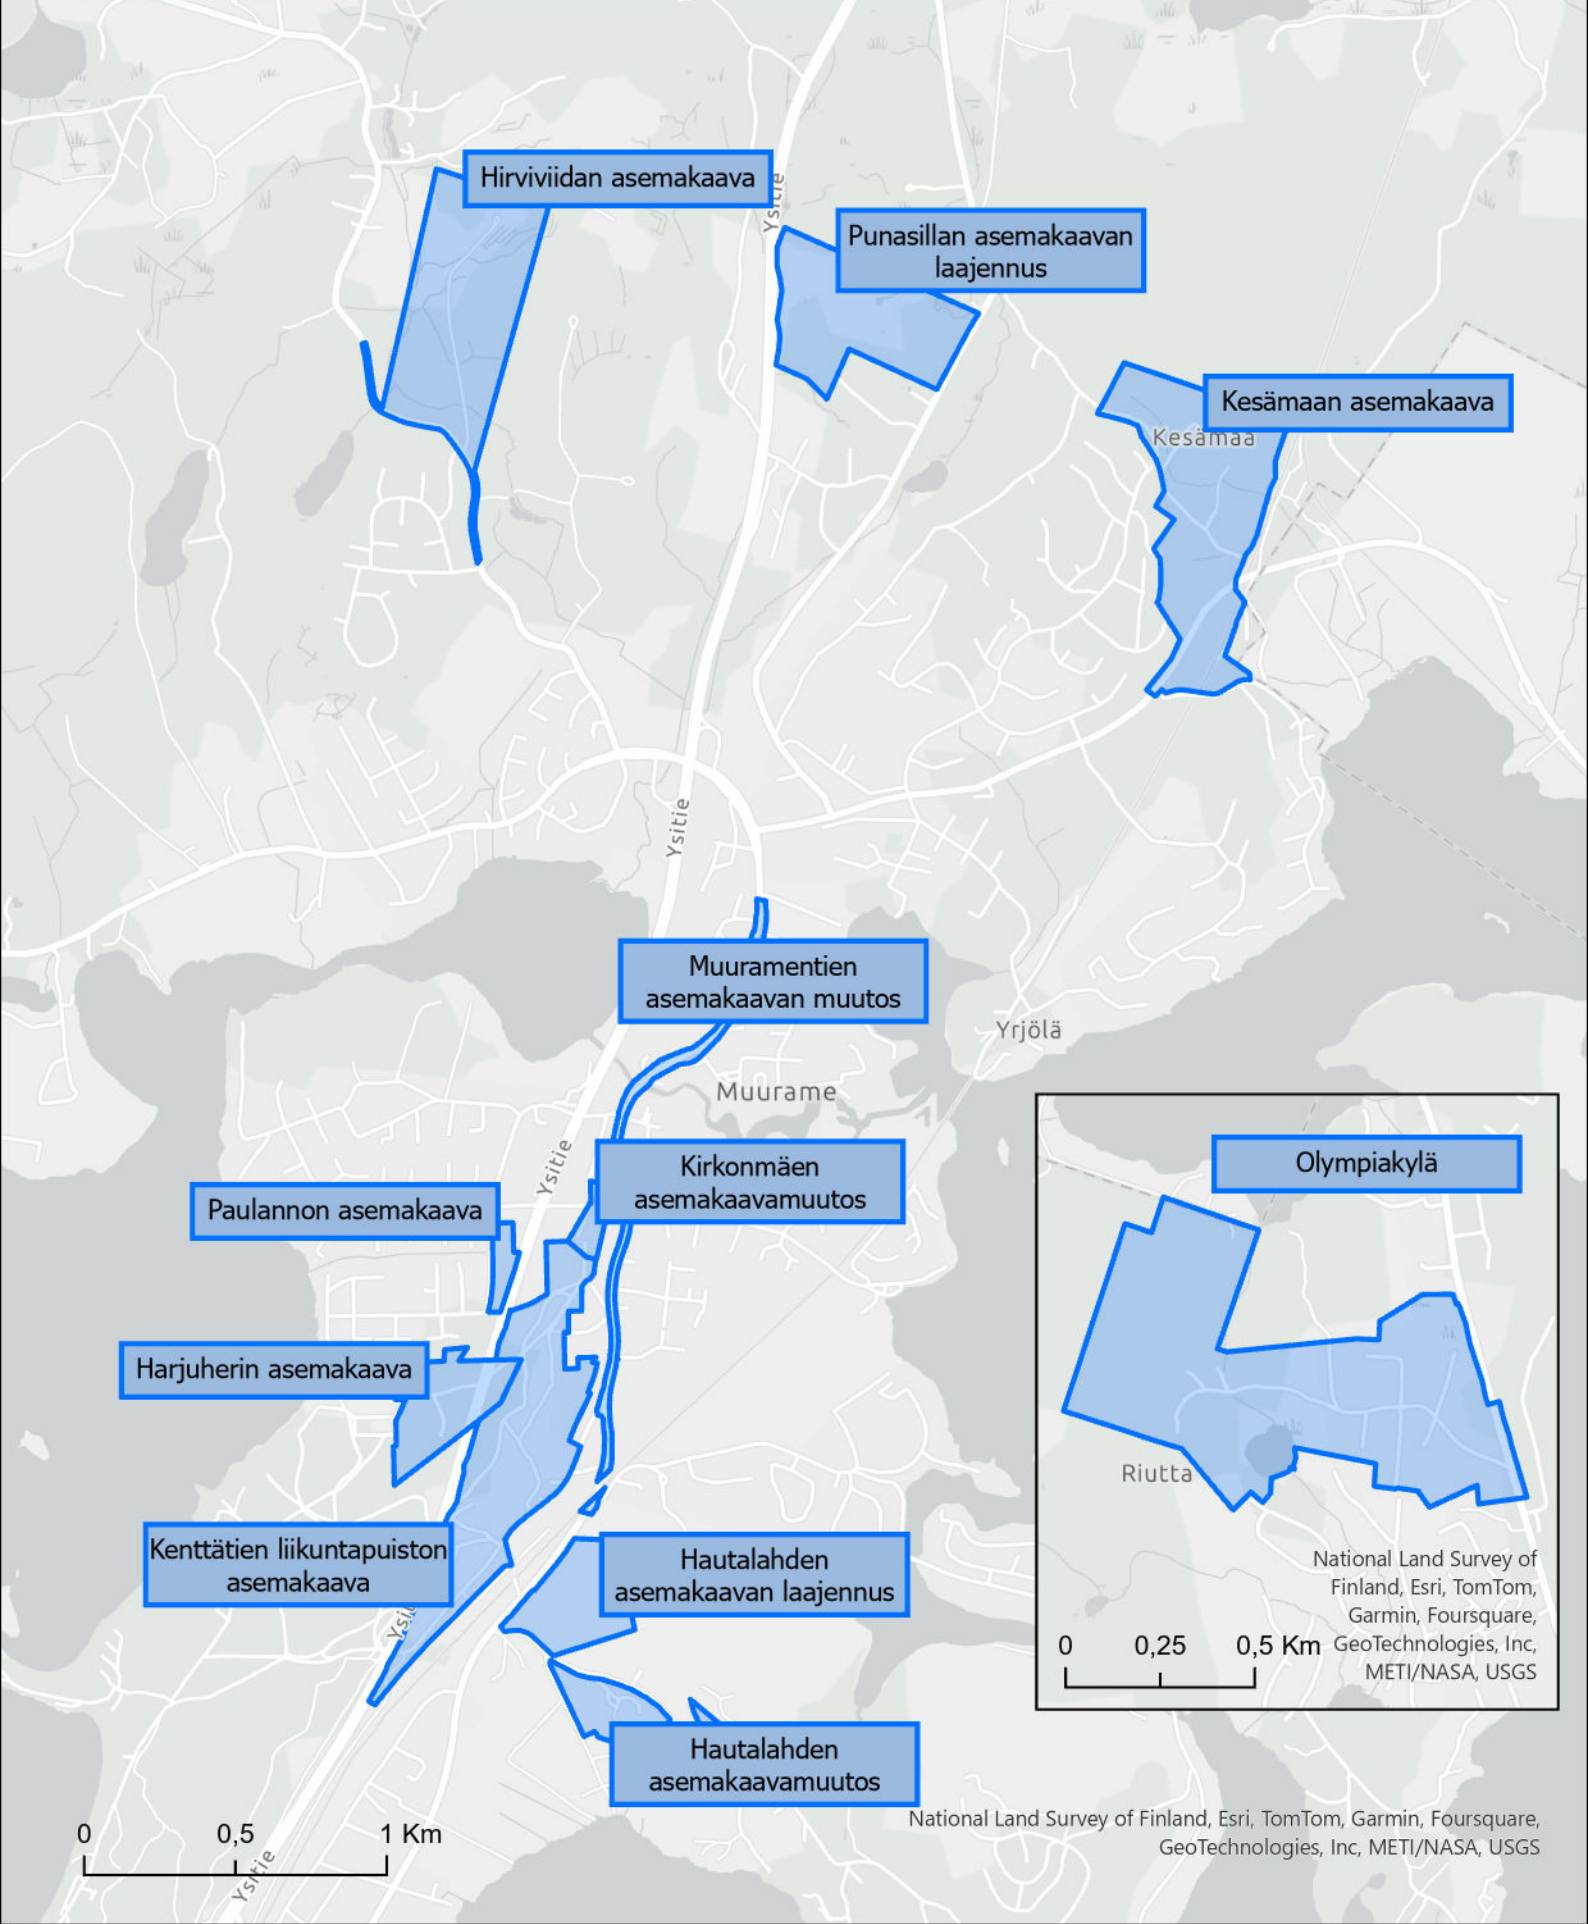 Hirviviidan asemakaava
Ysitie
Punasillan asemakaavan
laajennus
Kesämaan asemakaava
Kesämaa
Ysitie
Muuramentien
asemakaavan muutos
Yrjölä
Muurame
Ysitie
Kirkonmäen
asemakaavamuutos
Paulannon asemakaava
Olympiakylä
Harjuherin asemakaava
Riutta
Kenttätien liikuntapuiston
asemakaava
Hautalahden
asemakaavan laajennus
National Land Survey of
Finland, Esri, TomTom,
Garmin, Foursquare,
GeoTechnologies, Inc,
METI/NASA, USGS
0 0,25 0,5 Km
Hautalahden
asemakaavamuutos
National Land Survey of Finland, Esri, TomTom, Garmin, Foursquare,
GeoTechnologies, Inc, METI/NASA, USGS
0 0,5 1 Km
Ysitie